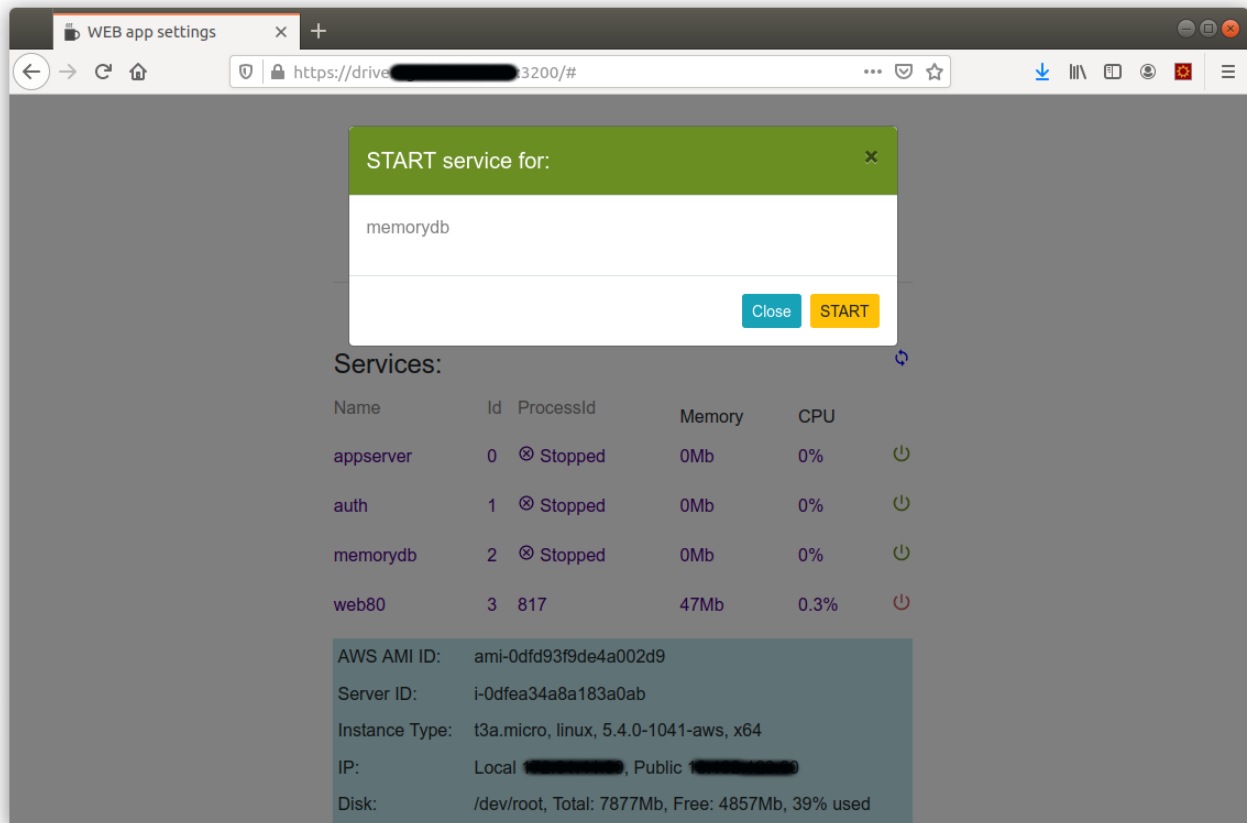 WEB app settings
https://drive :3200/#
START service for:
memorydb
Close START
Services:
Name Id ProcessId Memory CPU
appserver 0 Stopped 0Mb 0%
auth 1 Stopped 0Mb 0%
memorydb 2 Stopped 0Mb 0%
web80 3 817 47Mb 0.3%
AWS AMI ID: ami-0dfd93f9de4a002d9
Server ID: i-0dfea34a8a183a0ab
Instance Type: t3a.micro, linux, 5.4.0-1041-aws, x64
IP: Local , Public
Disk: /dev/root, Total: 7877Mb, Free: 4857Mb, 39% used